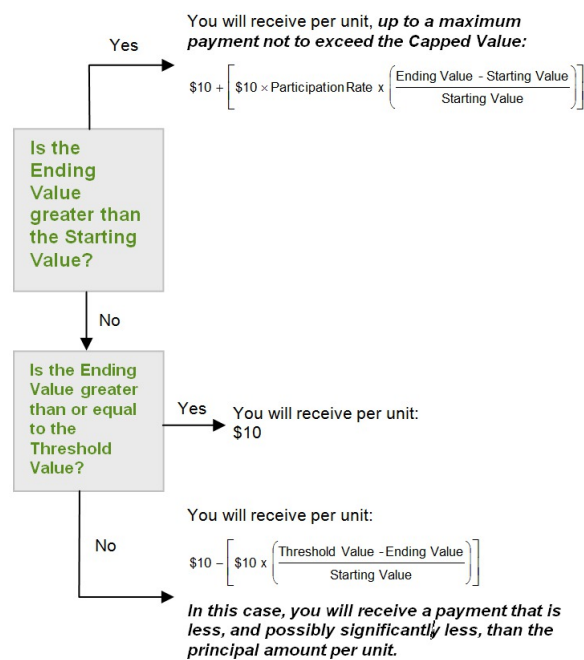 You will receive per unit, up to a maximum
payment not to exceed the Capped Value:
Yes
$10 + [ $10 × Participation Rate x ( Ending Value - Starting Value / Starting Value ) ]
Is the
Ending
Value
greater than
the Starting
Value?
No
Is the Ending
Value greater
than or equal
to the
Threshold
Value?
Yes
You will receive per unit:
$10
You will receive per unit:
No
$10 – [ $10 x ( Threshold Value - Ending Value / Starting Value ) ]
In this case, you will receive a payment that is
less, and possibly significantly less, than the
principal amount per unit.